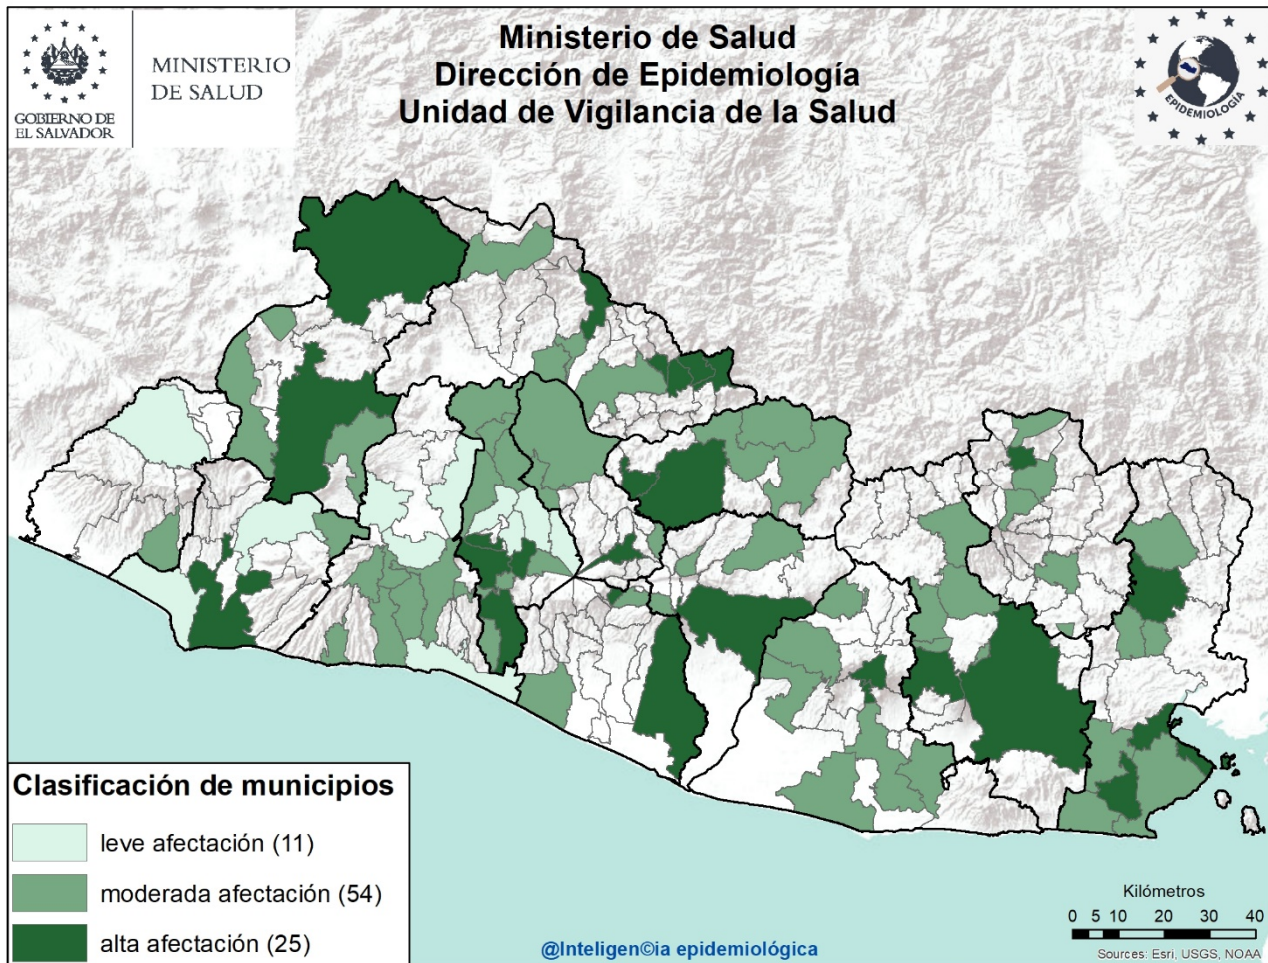 Ministerio de Salud
Dirección de Epidemiología
Unidad de Vigilancia de la Salud
MINISTERIO
DE SALUD
GOBIERNO DE
EL SALVADOR
EPIDEMIOLOGÍA
Clasificación de municipios
leve afectación (11)
moderada afectación (54)
alta afectación (25)
@Inteligen©ia epidemiológica
Kilómetros
0 5 10 20 30 40
Sources: Esri, USGS, NOAA